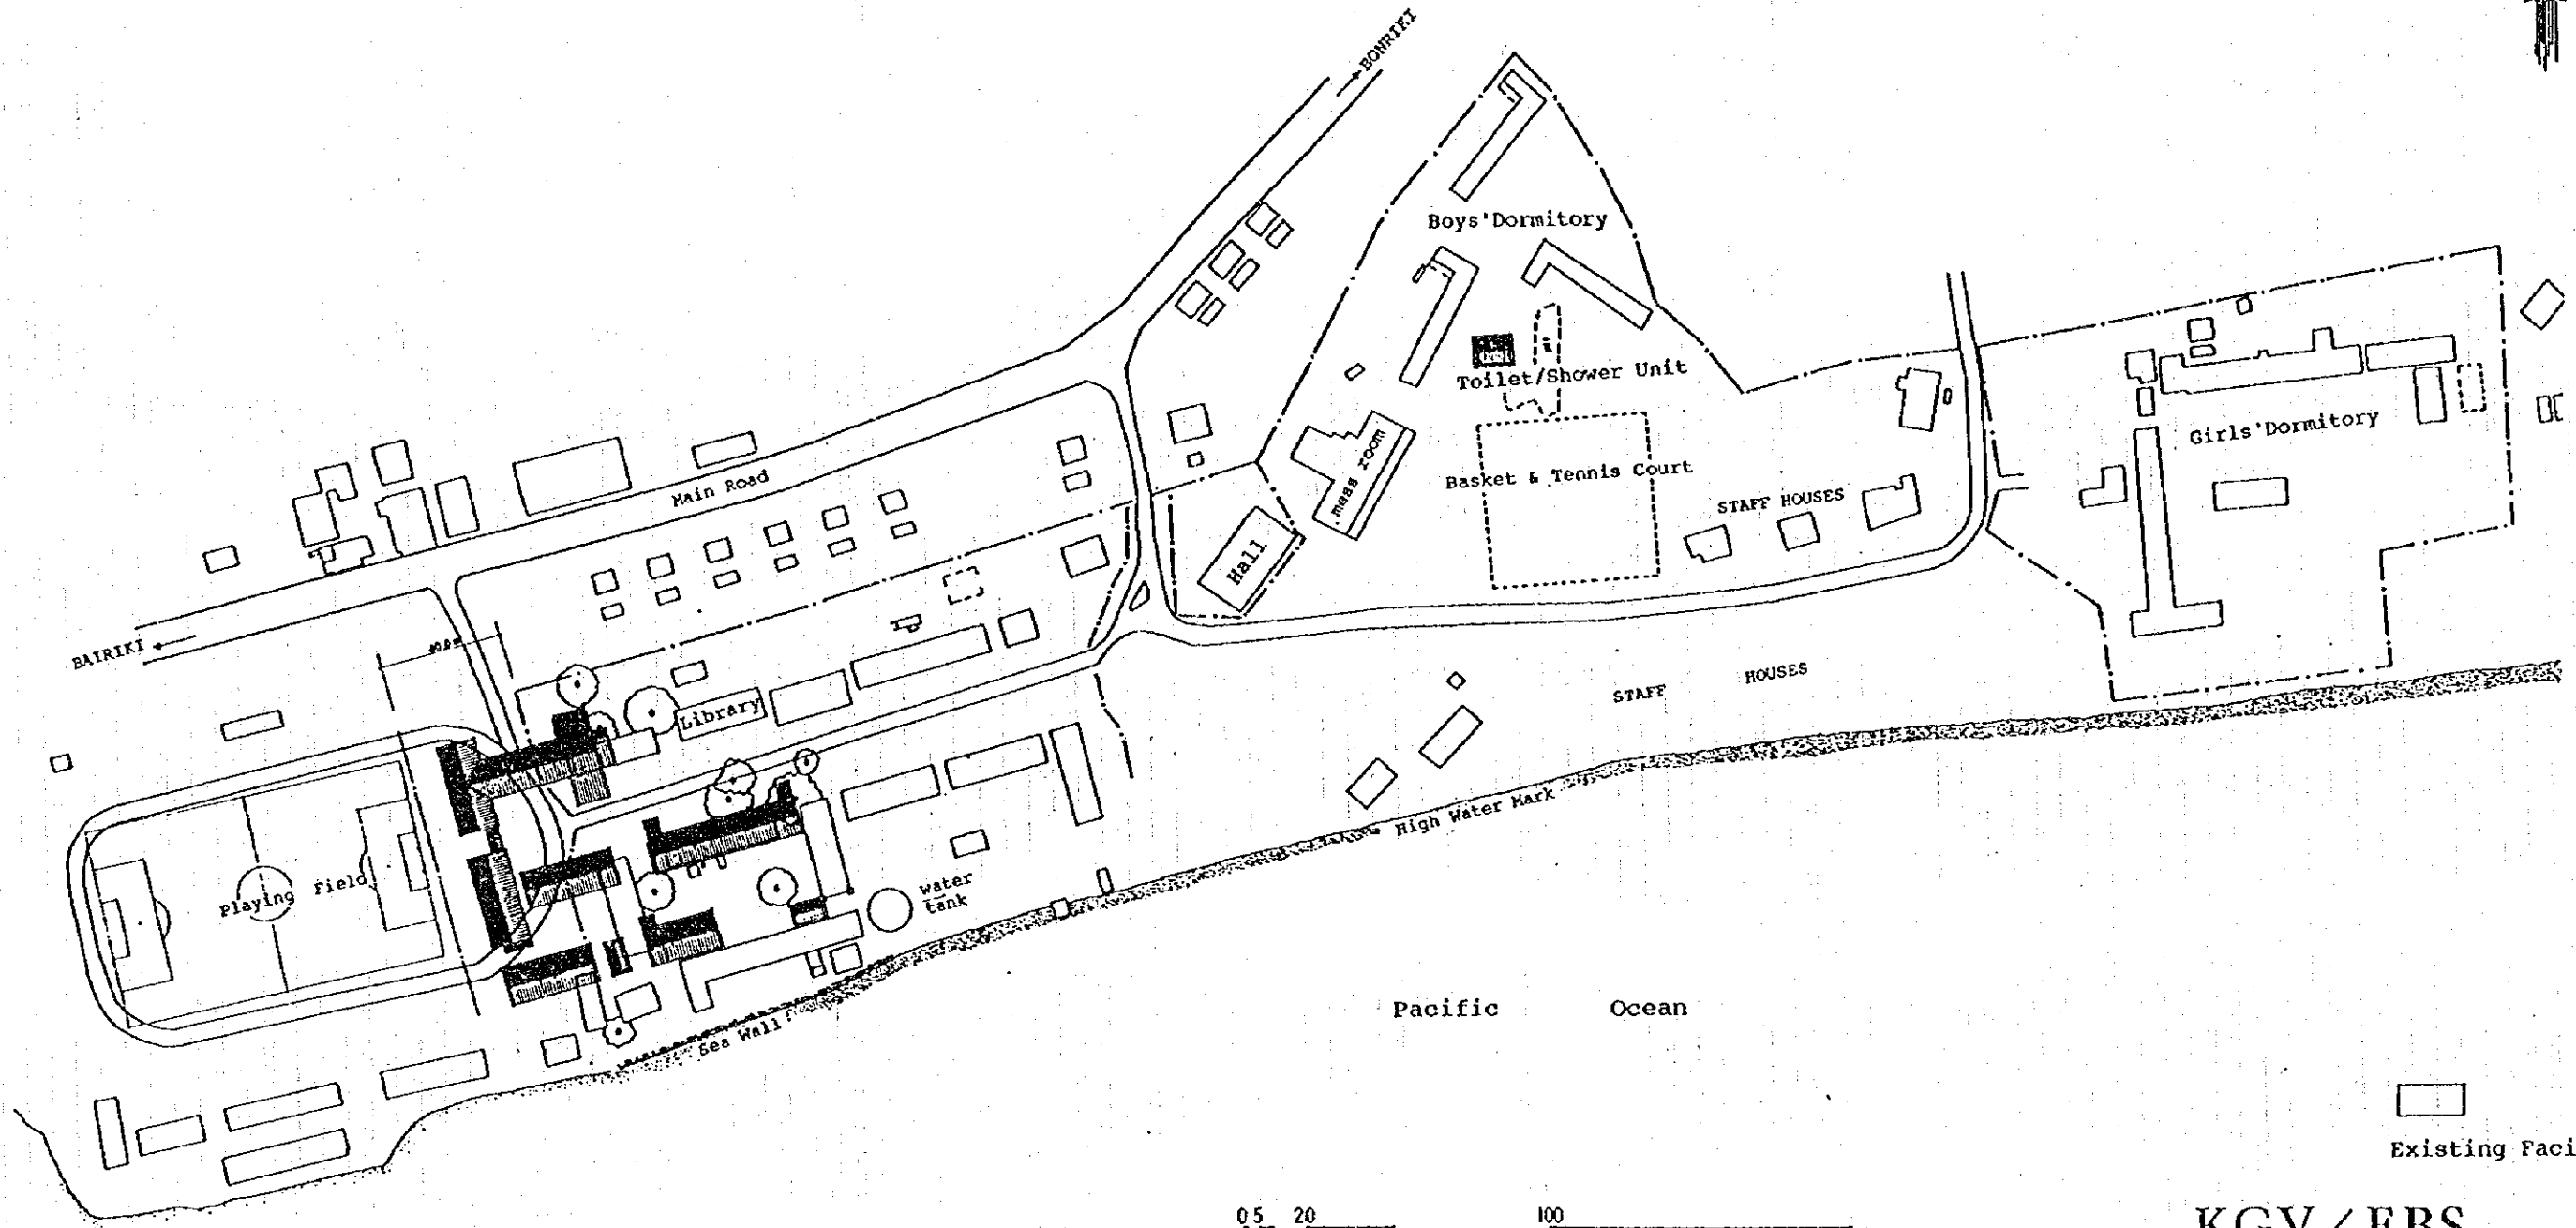 BONRIKI
Boys'Dormitory
Toilet/Shower Unit
Girls'Dormitory
mess room
Basket & Tennis Court
Main Road
STAFF HOUSES
Hall
BAIRIKI
Library
STAFF HOUSES
High Water Mark
Playing Field
water
tank
Pacific Ocean
Sea Wall
Existing Faci
0 5 20 100
KGV/EBS